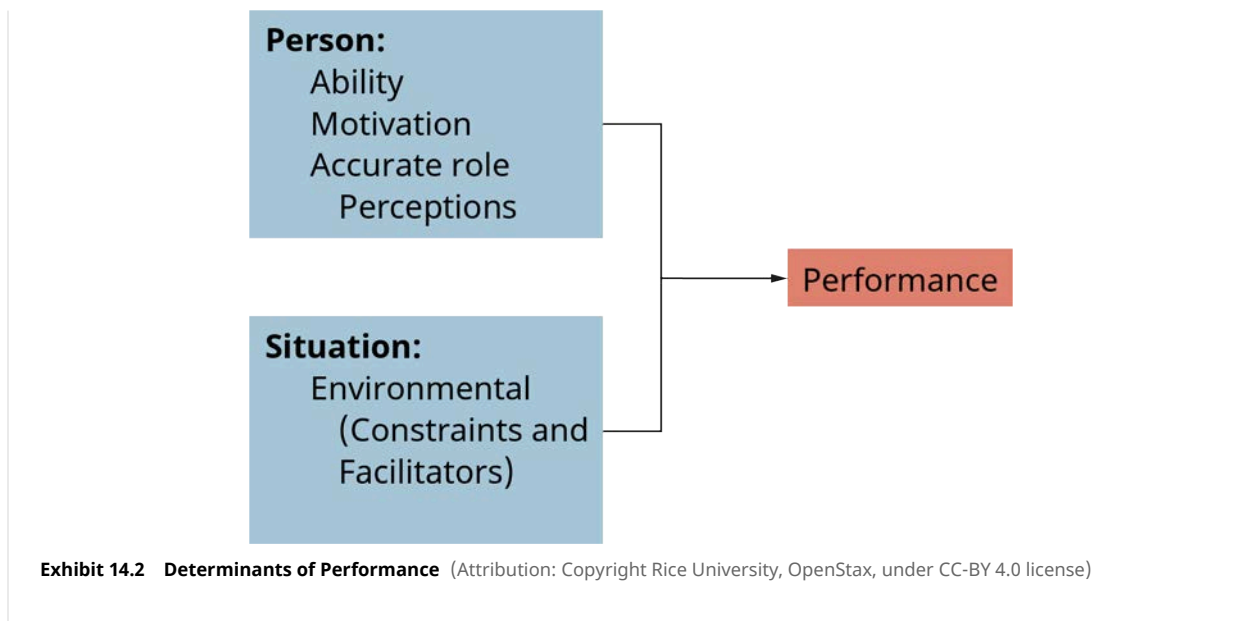 Person:
Ability
Motivation
Accurate role
Perceptions
Situation:
Environmental
(Constraints and
Facilitators)
Performance
Exhibit 14.2 Determinants of Performance (Attribution: Copyright Rice University, OpenStax, under CC-BY 4.0 license)